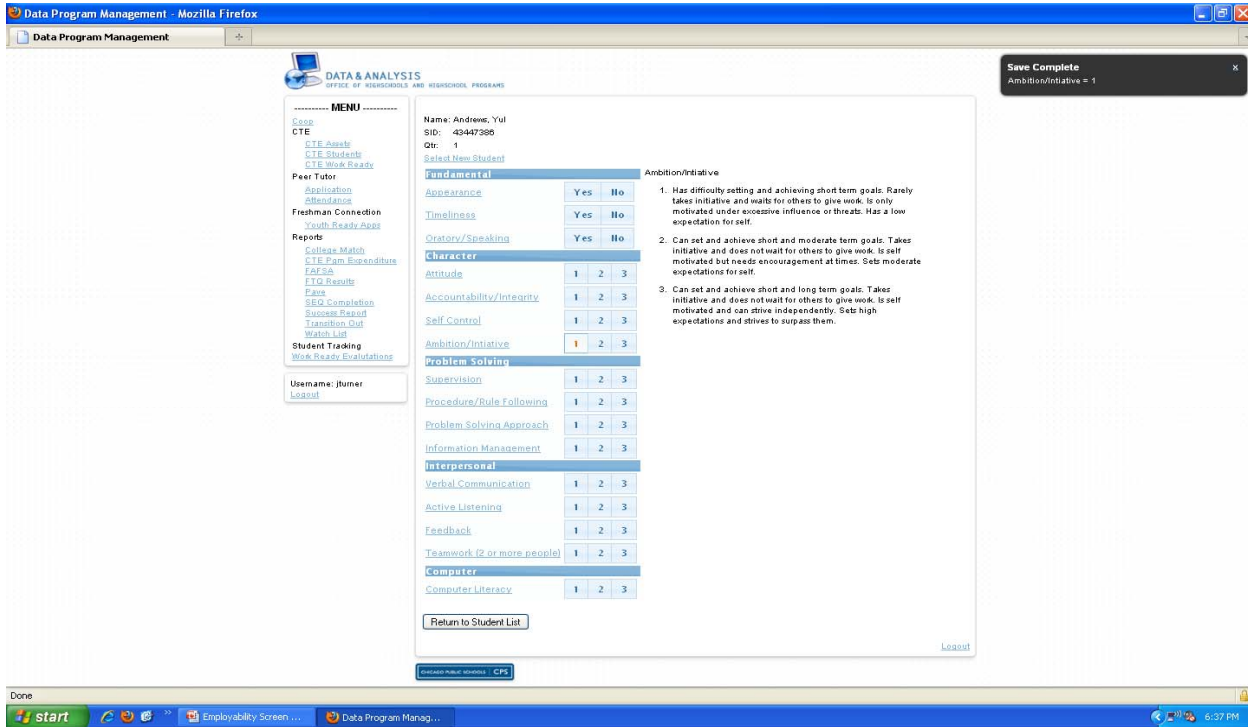 Data Program Management - Mozilla Firefox
Data Program Management
DATA & ANALYSIS
OFFICE OF HIGHSCHOOLS AND HIGHSCHOOL PROGRAMS
Save Complete x
Ambition/Intiative = 1
---------- MENU ----------
Coop
CTE
CTE Assets
CTE Students
CTE Work Ready
Peer Tutor
Application
Attendance
Freshman Connection
Youth Ready Apps
Reports
College Match
CTE Pgm Expenditure
FAFSA
FTQ Results
Pave
SEQ Completion
Success Report
Transition Out
Watch List
Student Tracking
Work Ready Evalutations
Username: jturner
Logout
Name: Andrews, Yul
SID: 43447386
Qtr: 1
Select New Student
Fundamental
Appearance Yes No
Timeliness Yes No
Oratory/Speaking Yes No
Character
Attitude 1 2 3
Accountability/Integrity 1 2 3
Self Control 1 2 3
Ambition/Intiative 1 2 3
Problem Solving
Supervision 1 2 3
Procedure/Rule Following 1 2 3
Problem Solving Approach 1 2 3
Information Management 1 2 3
Interpersonal
Verbal Communication 1 2 3
Active Listening 1 2 3
Feedback 1 2 3
Teamwork (2 or more people) 1 2 3
Computer
Computer Literacy 1 2 3
Return to Student List
Ambition/Intiative
1. Has difficulty setting and achieving short term goals. Rarely
takes initiative and waits for others to give work. Is only
motivated under excessive influence or threats. Has a low
expectation for self.
2. Can set and achieve short and moderate term goals. Takes
initiative and does not wait for others to give work. Is self
motivated but needs encouragement at times. Sets moderate
expectations for self.
3. Can set and achieve short and long term goals. Takes
initiative and does not wait for others to give work. Is self
motivated and can strive independently. Sets high
expectations and strives to surpass them.
Logout
CHICAGO PUBLIC SCHOOLS CPS
Done
start
Employability Screen ...
Data Program Manag...
6:37 PM